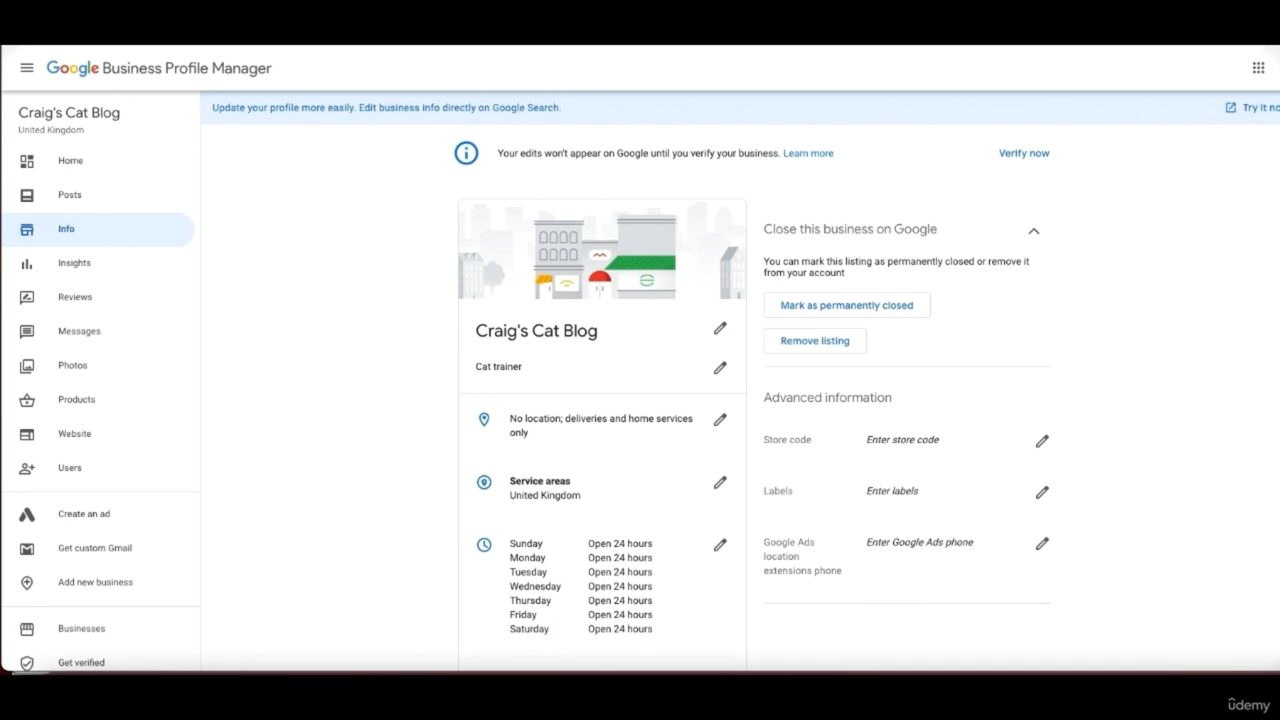 Google Business Profile Manager
Craig's Cat Blog
United Kingdom
Home
Posts
Info
Insights
Reviews
Messages
Photos
Products
Website
Users
Create an ad
Get custom Gmail
Add new business
Businesses
Get verified
Update your profile more easily. Edit business info directly on Google Search.
Try it no
Your edits won't appear on Google until you verify your business. Learn more
Verify now
Craig's Cat Blog
Cat trainer
No location; deliveries and home services
only
Service areas
United Kingdom
Sunday Open 24 hours
Monday Open 24 hours
Tuesday Open 24 hours
Wednesday Open 24 hours
Thursday Open 24 hours
Friday Open 24 hours
Saturday Open 24 hours
Close this business on Google
You can mark this listing as permanently closed or remove it
from your account
Mark as permanently closed
Remove listing
Advanced information
Store code Enter store code
Labels Enter labels
Google Ads Enter Google Ads phone
location
extensions phone
udemy